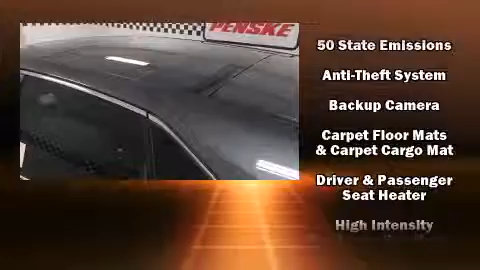 PENSKE
50 State Emissions
Anti-Theft System
Backup Camera
Carpet Floor Mats
& Carpet Cargo Mat
Driver & Passenger
Seat Heater
High Intensity